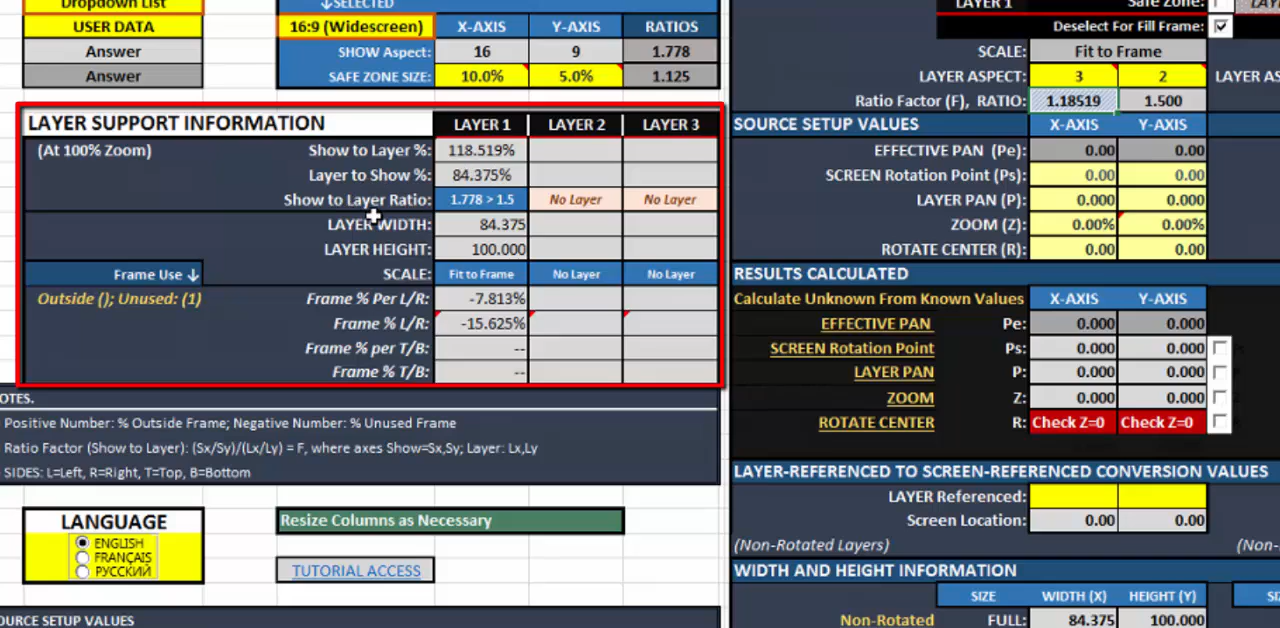 Dropdown List
USER DATA
Answer
Answer
↓SELECTED
16:9 (Widescreen) X-AXIS Y-AXIS RATIOS
SHOW Aspect: 16 9 1.778
SAFE ZONE SIZE: 10.0% 5.0% 1.125
LAYER SUPPORT INFORMATION LAYER 1 LAYER 2 LAYER 3
(At 100% Zoom) Show to Layer %: 118.519%
Layer to Show %: 84.375%
Show to Layer Ratio: 1.778 > 1.5 No Layer No Layer
LAYER WIDTH: 84.375
LAYER HEIGHT: 100.000
Frame Use ↓ SCALE: Fit to Frame No Layer No Layer
Outside (); Unused: (1) Frame % Per L/R: -7.813%
Frame % L/R: -15.625%
Frame % per T/B: --
Frame % T/B: --
OTES.
Positive Number: % Outside Frame; Negative Number: % Unused Frame
Ratio Factor (Show to Layer): (Sx/Sy)/(Lx/Ly) = F, where axes Show=Sx,Sy; Layer: Lx,Ly
SIDES: L=Left, R=Right, T=Top, B=Bottom
LANGUAGE
ENGLISH
FRANÇAIS
РУССКИЙ
Resize Columns as Necessary
TUTORIAL ACCESS
OURCE SETUP VALUES
LAYER 1 Safe Zone:
Deselect For Fill Frame:
SCALE: Fit to Frame
LAYER ASPECT: 3 2 LAYER AS
Ratio Factor (F), RATIO: 1.18519 1.500
SOURCE SETUP VALUES X-AXIS Y-AXIS
EFFECTIVE PAN (Pe): 0.00 0.00
SCREEN Rotation Point (Ps): 0.00 0.00
LAYER PAN (P): 0.000 0.000
ZOOM (Z): 0.00% 0.00%
ROTATE CENTER (R): 0.00 0.00
RESULTS CALCULATED
Calculate Unknown From Known Values X-AXIS Y-AXIS
EFFECTIVE PAN Pe: 0.000 0.000
SCREEN Rotation Point Ps: 0.000 0.000
LAYER PAN P: 0.000 0.000
ZOOM Z: 0.000 0.000
ROTATE CENTER R: Check Z=0 Check Z=0
LAYER-REFERENCED TO SCREEN-REFERENCED CONVERSION VALUES
LAYER Referenced:
Screen Location: 0.00 0.00
(Non-Rotated Layers) (Non-
WIDTH AND HEIGHT INFORMATION
SIZE WIDTH (X) HEIGHT (Y) SI
Non-Rotated FULL: 84.375 100.000